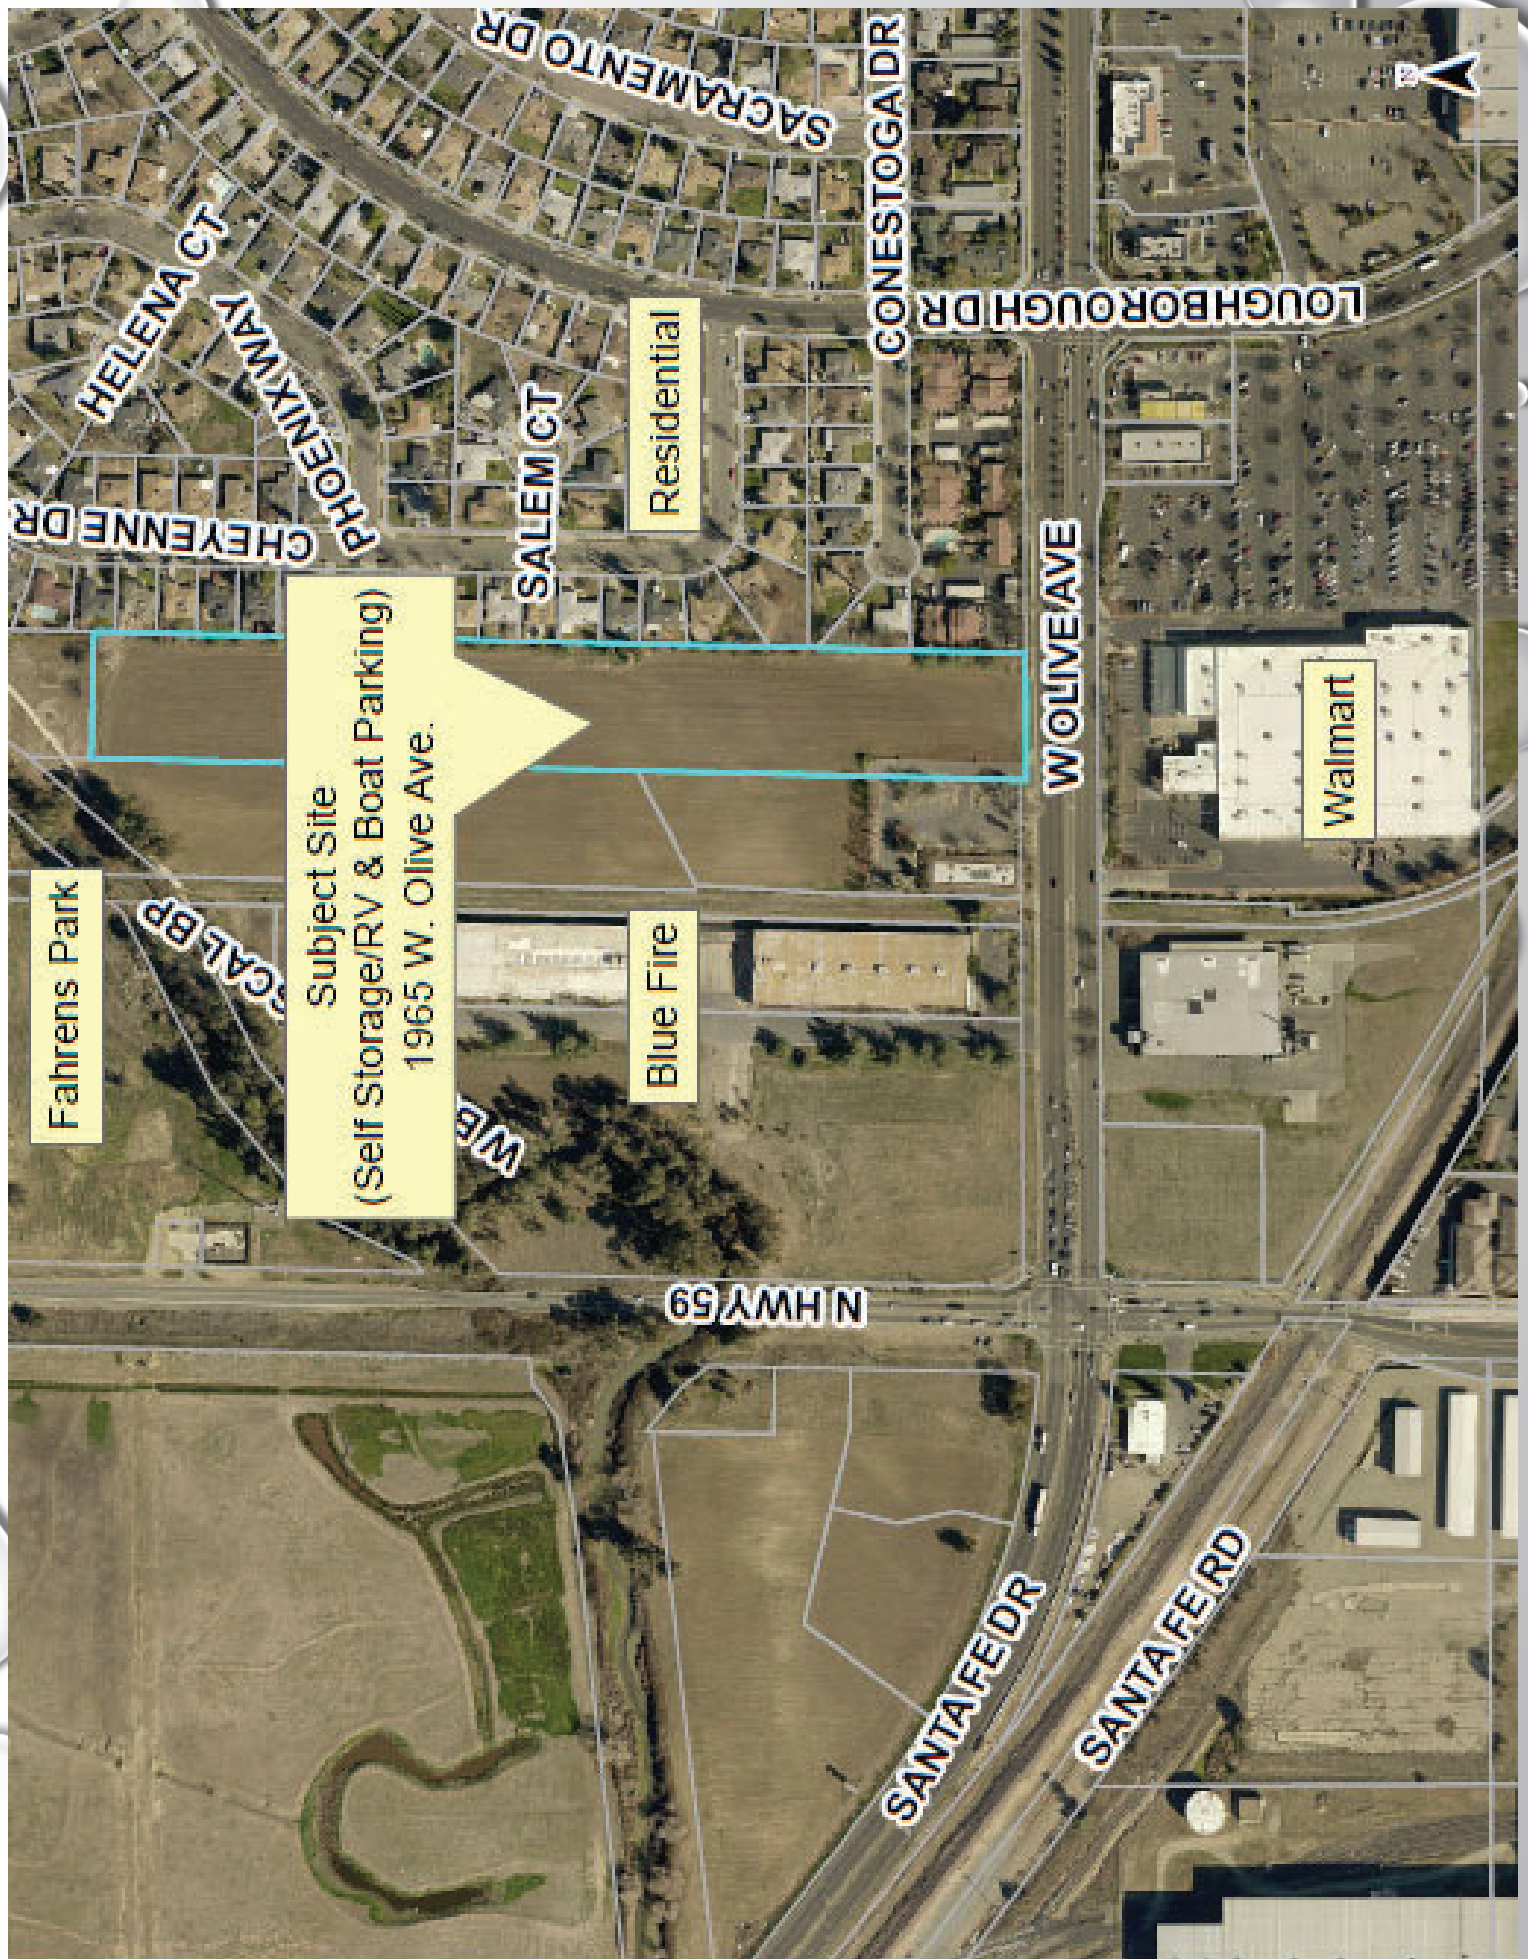 Fahrens Park
Subject Site
(Self Storage/RV & Boat Parking)
1965 W. Olive Ave.
Blue Fire
Residential
Walmart
HELENA CT
PHOENIX WAY
CHEYENNE DR
SALEM CT
SACRAMENTO DR
CONESTOGA DR
LOUGHBOROUGH DR
W OLIVE AVE
N HWY 59
SANTA FE DR
SANTA FE RD
SCAL BP
W B
N